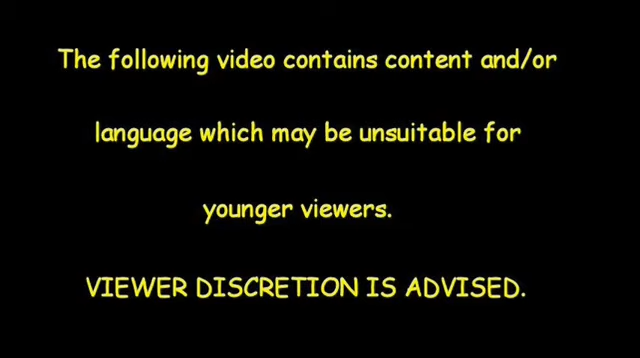 The following video contains content and/or
language which may be unsuitable for
younger viewers.
VIEWER DISCRETION IS ADVISED.